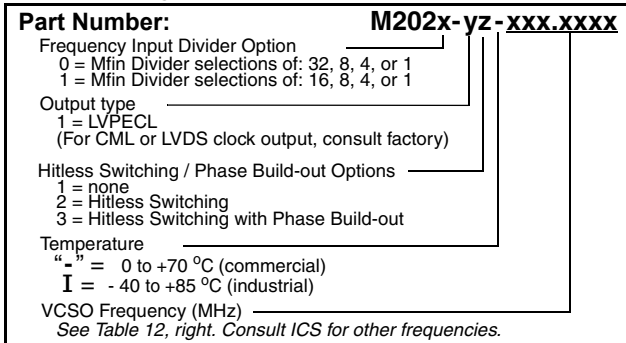 Part Number: M202x-yz-xxx.xxxx
Frequency Input Divider Option
0 = Mfin Divider selections of: 32, 8, 4, or 1
1 = Mfin Divider selections of: 16, 8, 4, or 1
Output type
1 = LVPECL
(For CML or LVDS clock output, consult factory)
Hitless Switching / Phase Build-out Options
1 = none
2 = Hitless Switching
3 = Hitless Switching with Phase Build-out
Temperature
“-” = 0 to +70 ºC (commercial)
I = - 40 to +85 ºC (industrial)
VCSO Frequency (MHz)
See Table 12, right. Consult ICS for other frequencies.